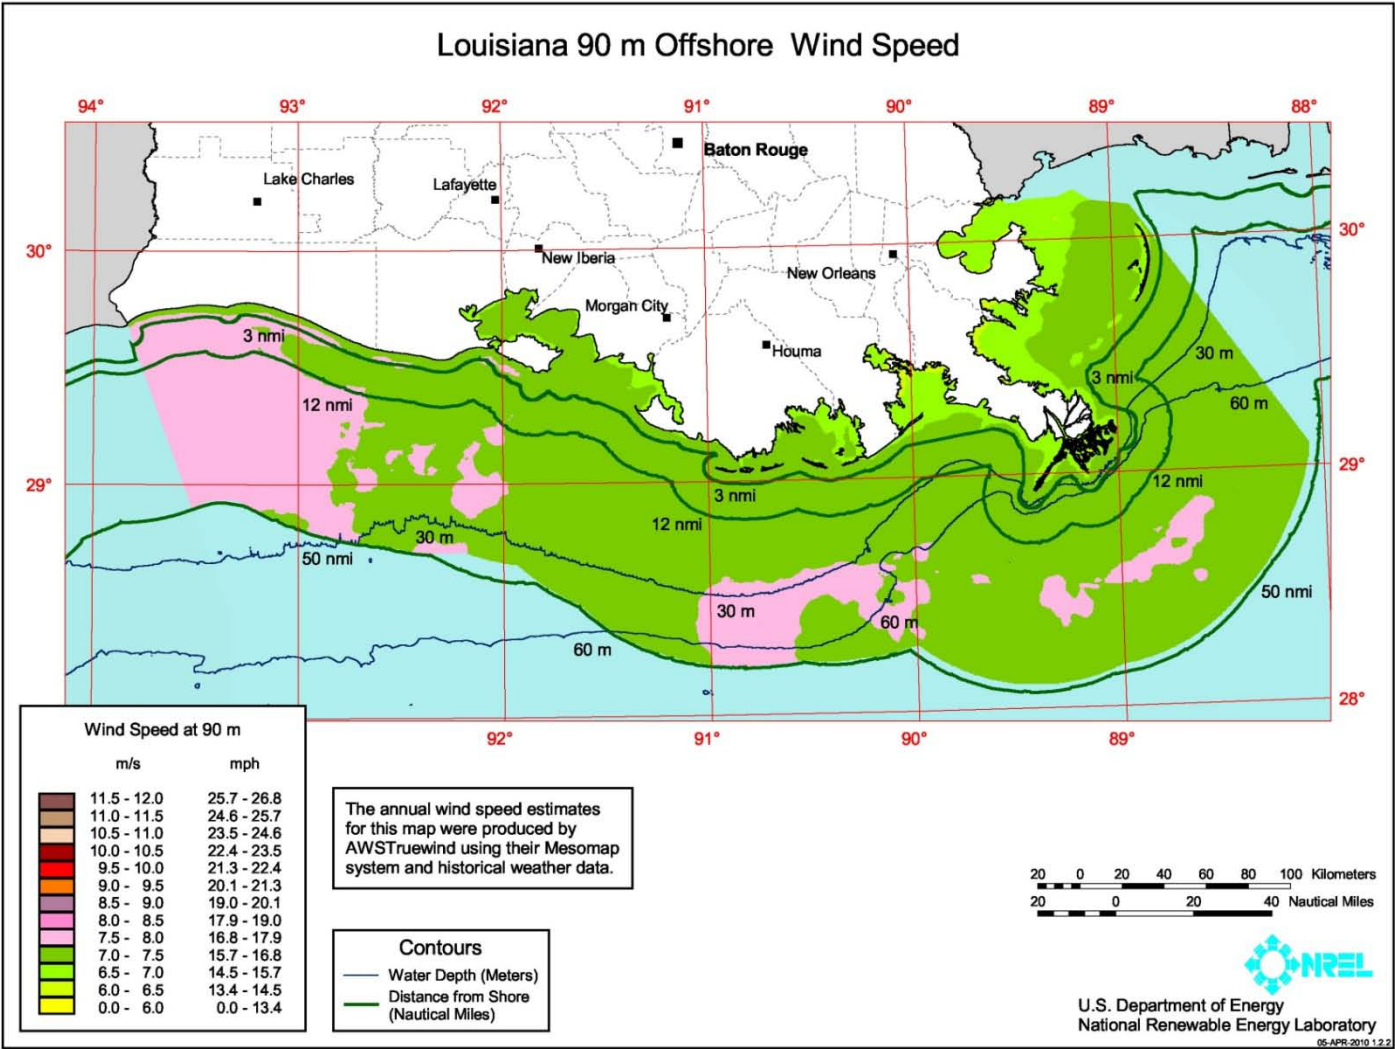 Louisiana 90 m Offshore Wind Speed
94° 93° 92° 91° 90° 89° 88°
Baton Rouge
Lake Charles
Lafayette
30° 30°
New Iberia
New Orleans
Morgan City
3 nmi
Houma
30 m
3 nmi
12 nmi
60 m
29° 29°
3 nmi
12 nmi
12 nmi
30 m
50 nmi
50 nmi
30 m
60 m
60 m
28°
92° 91° 90° 89°
Wind Speed at 90 m
m/s mph
11.5 - 12.0 25.7 - 26.8
11.0 - 11.5 24.6 - 25.7
10.5 - 11.0 23.5 - 24.6
10.0 - 10.5 22.4 - 23.5
9.5 - 10.0 21.3 - 22.4
9.0 - 9.5 20.1 - 21.3
8.5 - 9.0 19.0 - 20.1
8.0 - 8.5 17.9 - 19.0
7.5 - 8.0 16.8 - 17.9
7.0 - 7.5 15.7 - 16.8
6.5 - 7.0 14.5 - 15.7
6.0 - 6.5 13.4 - 14.5
0.0 - 6.0 0.0 - 13.4
The annual wind speed estimates
for this map were produced by
AWSTruewind using their Mesomap
system and historical weather data.
Contours
Water Depth (Meters)
Distance from Shore
(Nautical Miles)
20 0 20 40 60 80 100 Kilometers
20 0 20 40 Nautical Miles
NREL
U.S. Department of Energy
National Renewable Energy Laboratory
05-APR-2010 1.2.2